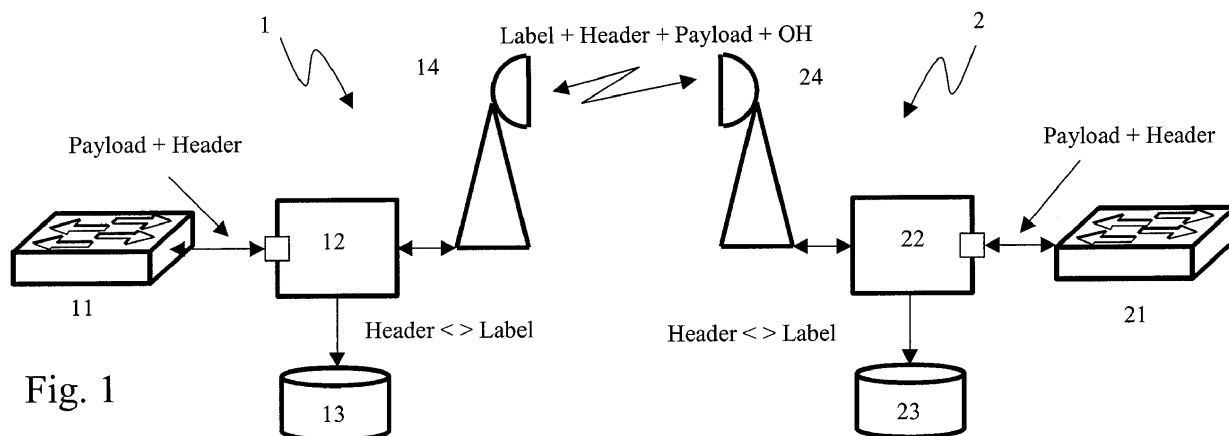 1
Label + Header + Payload + OH
2
14
24
Payload + Header
Payload + Header
12
22
11
21
Header < > Label
Header < > Label
Fig. 1
13
23